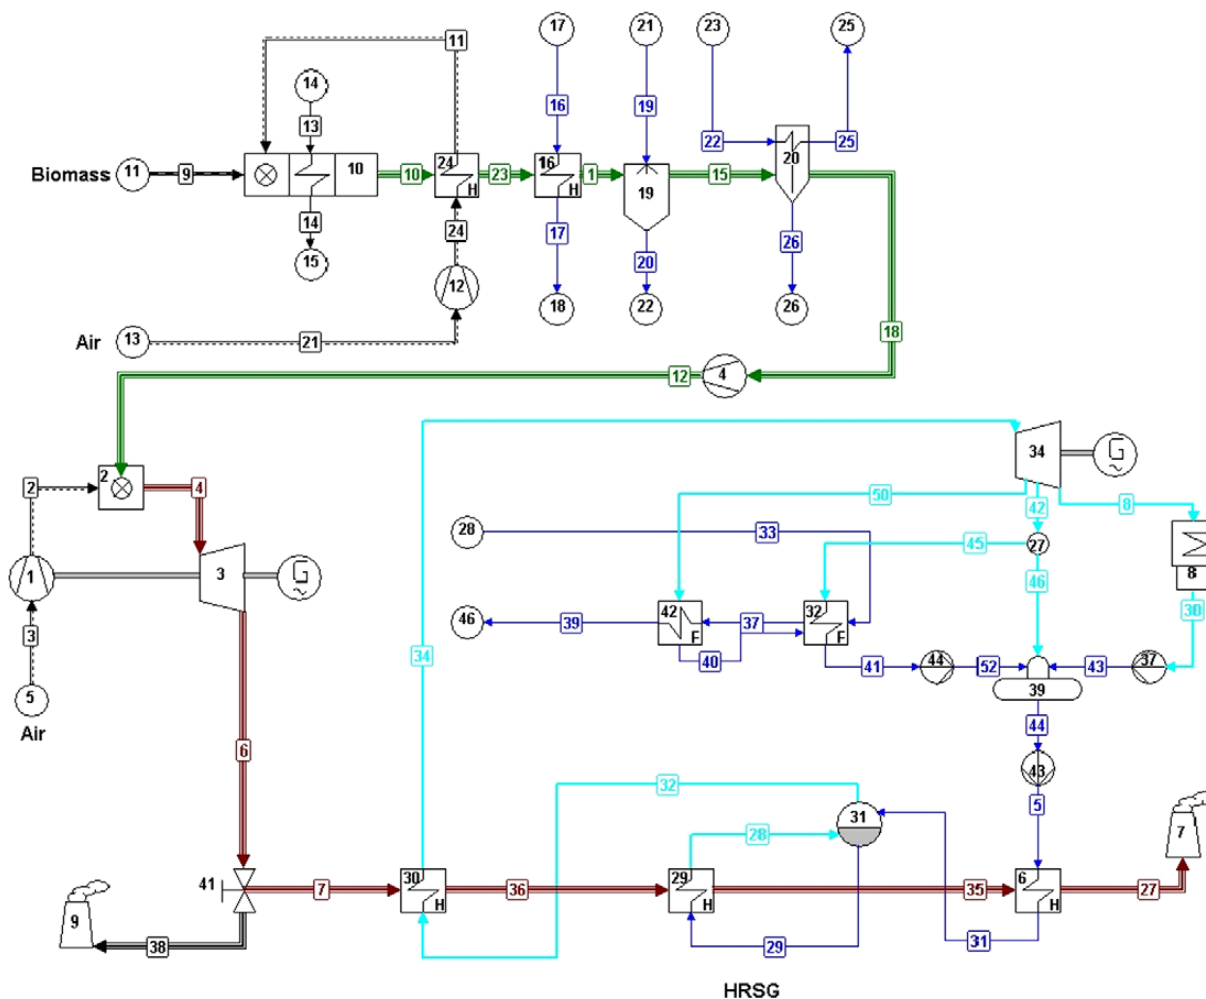 17 21 23 25
11
14
16 19
13
22 20 25
Biomass 11 9 10 10 24 H 23 16 H 1 19 15
14 24 17 20 26
15 12 18 22 26
Air 13 21 18
12 4
2 34 G ~
2 4 50 42 8
28 33 45 27
1 3 G ~ 46 8
3 46 39 42 F 37 32 F 30
34 40 41 44 52 43 37
5 39
Air 44
6 43
32 5
31 7
28
41 7 30 H 36 29 H 35 6 H 27
9 38 29 31
HRSG